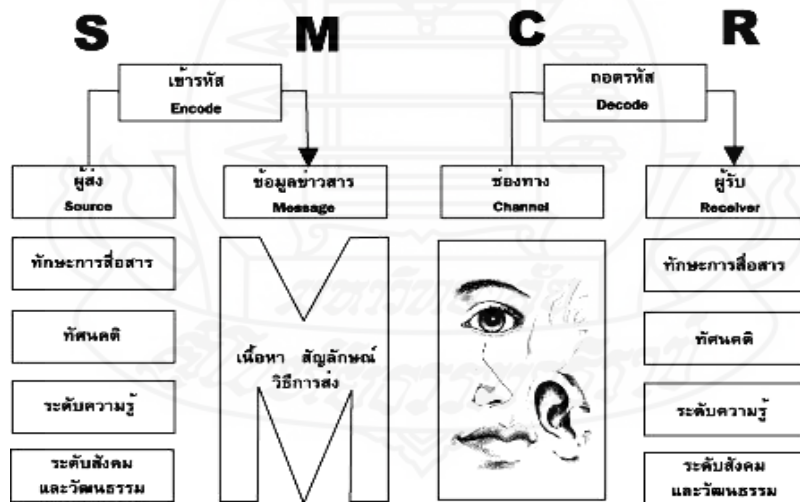 S M C R
เข้ารหัส
Encode
ถอดรหัส
Decode
ผู้ส่ง
Source
ข้อมูลข่าวสาร
Message
ช่องทาง
Channel
ผู้รับ
Receiver
ทักษะการสื่อสาร
ทัศนคติ
ระดับความรู้
ระดับสังคม
และวัฒนธรรม
เนื้อหา สัญลักษณ์
วิธีการส่ง
ทักษะการสื่อสาร
ทัศนคติ
ระดับความรู้
ระดับสังคม
และวัฒนธรรม